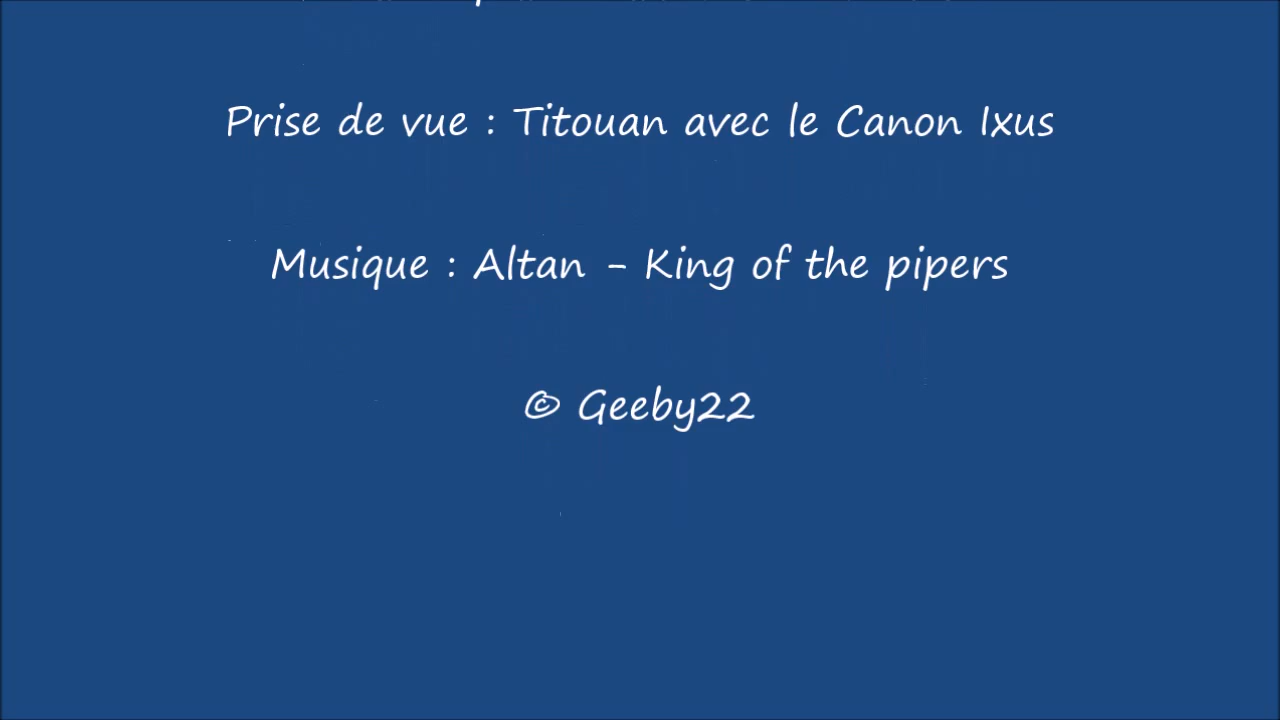 Prise de vue : Titouan avec le Canon Ixus
Musique : Altan - King of the pipers
© Geeby22